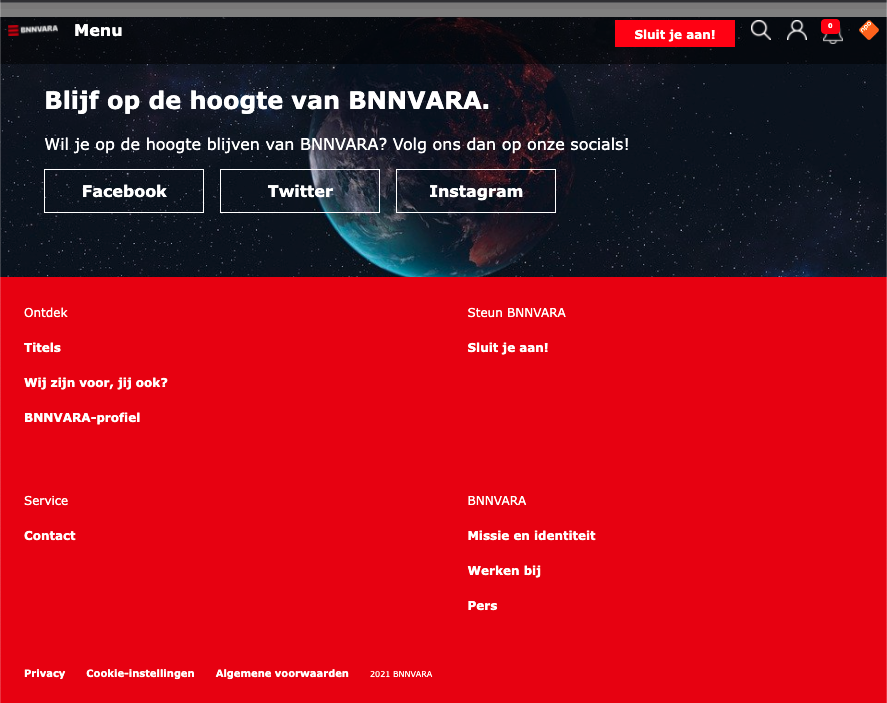 BNNVARA Menu Sluit je aan! 0 npo
Blijf op de hoogte van BNNVARA.
Wil je op de hoogte blijven van BNNVARA? Volg ons dan op onze socials!
Facebook Twitter Instagram
Ontdek
Titels
Wij zijn voor, jij ook?
BNNVARA-profiel
Steun BNNVARA
Sluit je aan!
Service
Contact
BNNVARA
Missie en identiteit
Werken bij
Pers
Privacy Cookie-instellingen Algemene voorwaarden 2021 BNNVARA